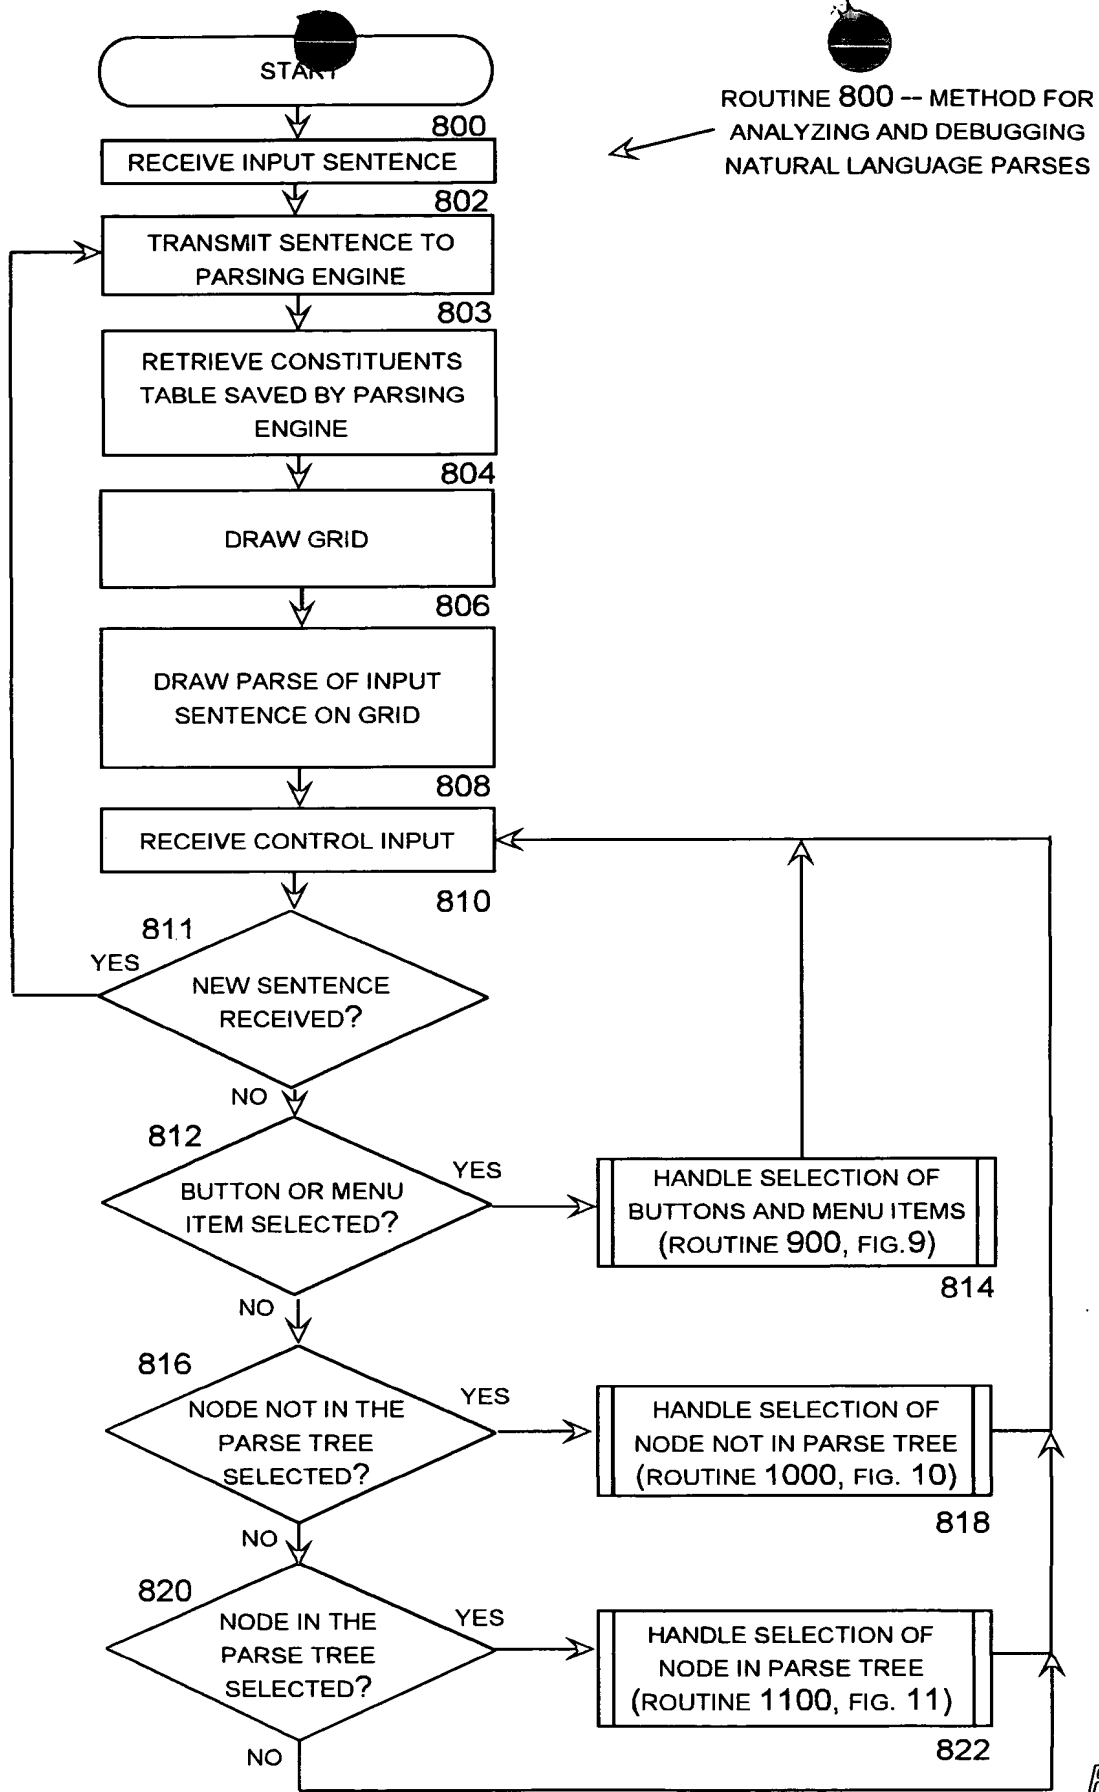 START
ROUTINE 800 -- METHOD FOR
ANALYZING AND DEBUGGING
NATURAL LANGUAGE PARSES
800
RECEIVE INPUT SENTENCE
802
TRANSMIT SENTENCE TO
PARSING ENGINE
803
RETRIEVE CONSTITUENTS
TABLE SAVED BY PARSING
ENGINE
804
DRAW GRID
806
DRAW PARSE OF INPUT
SENTENCE ON GRID
808
RECEIVE CONTROL INPUT
810
811
YES
NEW SENTENCE
RECEIVED?
NO
812
YES
BUTTON OR MENU
ITEM SELECTED?
HANDLE SELECTION OF
BUTTONS AND MENU ITEMS
(ROUTINE 900, FIG.9)
814
NO
816
YES
NODE NOT IN THE
PARSE TREE
SELECTED?
HANDLE SELECTION OF
NODE NOT IN PARSE TREE
(ROUTINE 1000, FIG. 10)
818
NO
820
YES
NODE IN THE
PARSE TREE
SELECTED?
HANDLE SELECTION OF
NODE IN PARSE TREE
(ROUTINE 1100, FIG. 11)
822
NO